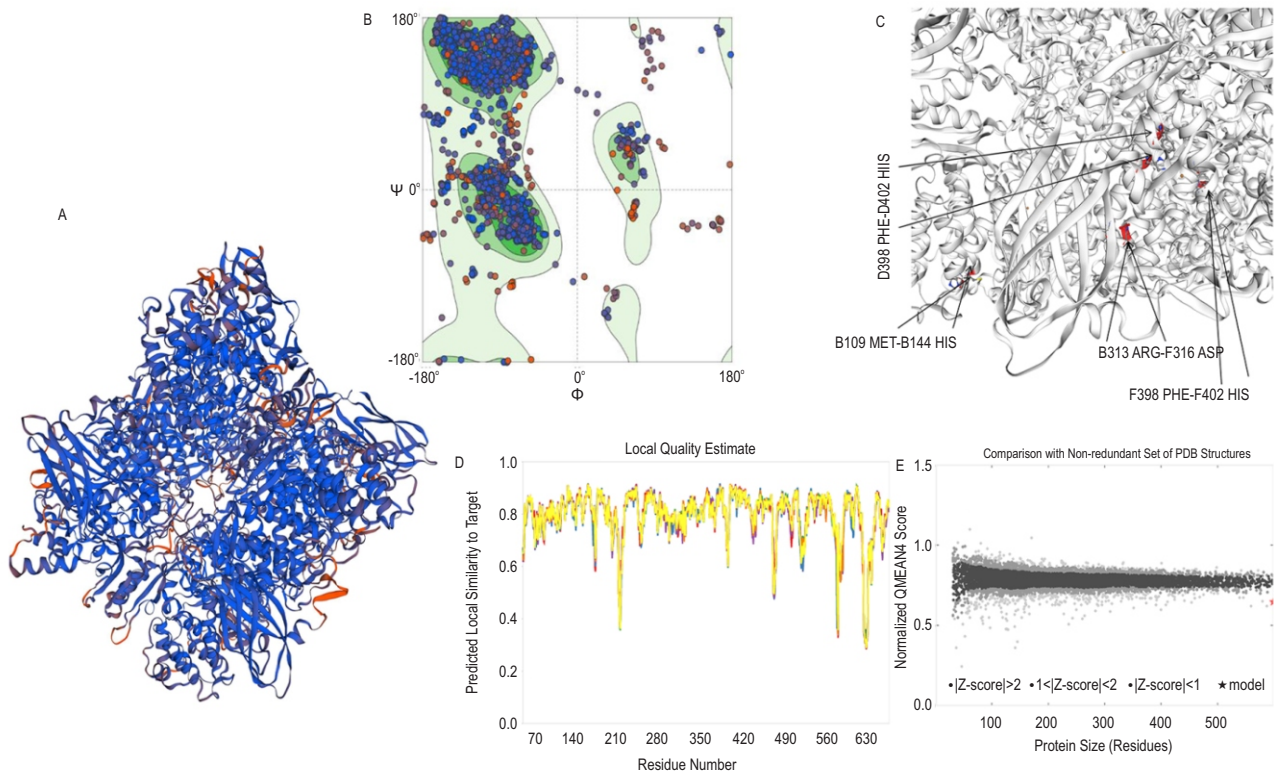 A
B
180°
Ψ 0°
-180°
-180°
0°
180°
Φ
C
D398 PHE-D402 HIIS
B109 MET-B144 HIS
B313 ARG-F316 ASP
F398 PHE-F402 HIS
D
Local Quality Estimate
Predicted Local Similarity to Target
1.0
0.8
0.6
0.4
0.2
0.0
70 140 210 280 350 420 490 560 630
Residue Number
E
Comparison with Non-redundant Set of PDB Structures
Normalized QMEAN4 Score
1.5
1.0
0.5
0.0
•|Z-score|>2 •1<|Z-score|<2 •|Z-score|<1 ★model
100 200 300 400 500
Protein Size (Residues)